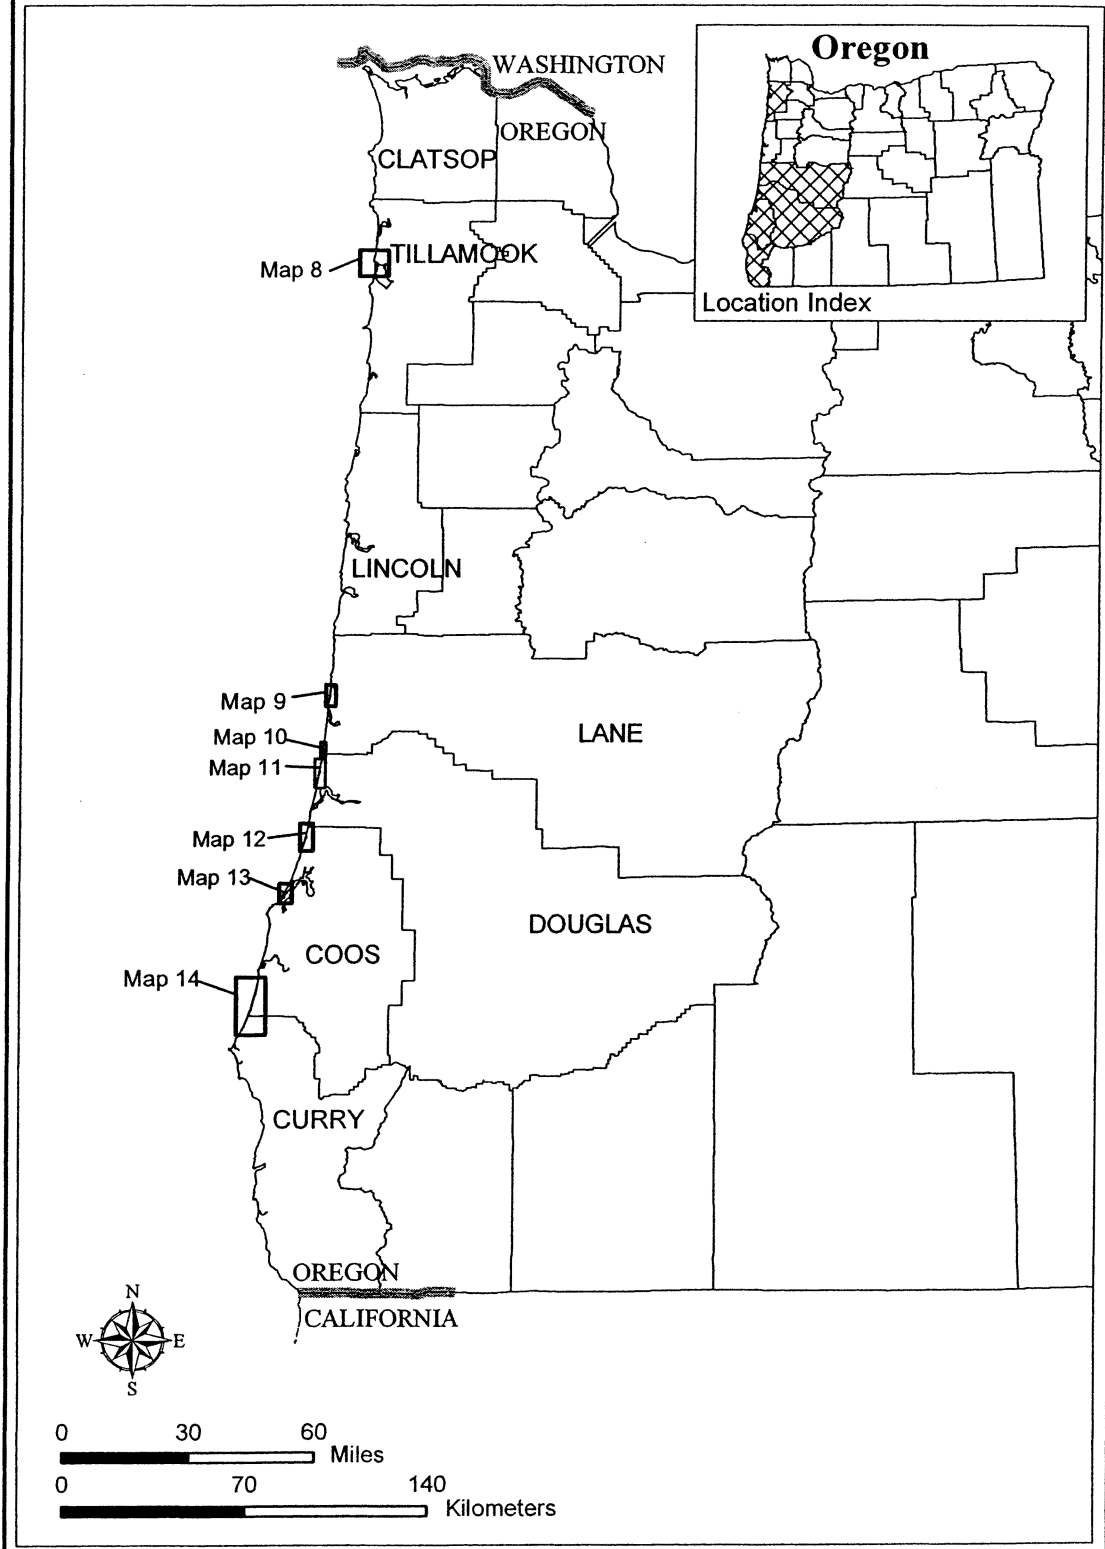 Oregon
Location Index
WASHINGTON
OREGON
CLATSOP
TILLAMOOK
Map 8
LINCOLN
Map 9
LANE
Map 10
Map 11
Map 12
Map 13
DOUGLAS
COOS
Map 14
CURRY
OREGON
CALIFORNIA
N
W E
S
0 30 60
Miles
0 70 140
Kilometers